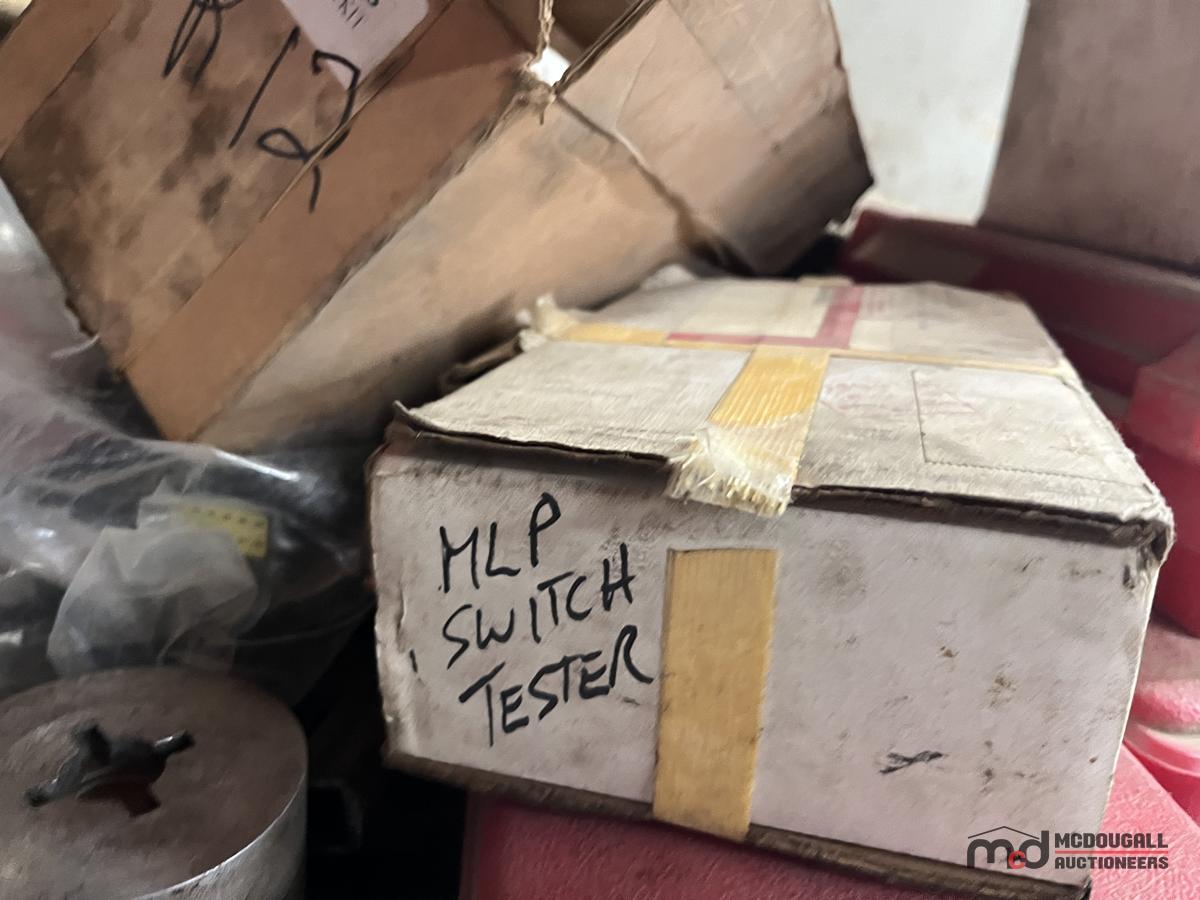 MLP
SWITCH
TESTER
MCDOUGALL
AUCTIONEERS